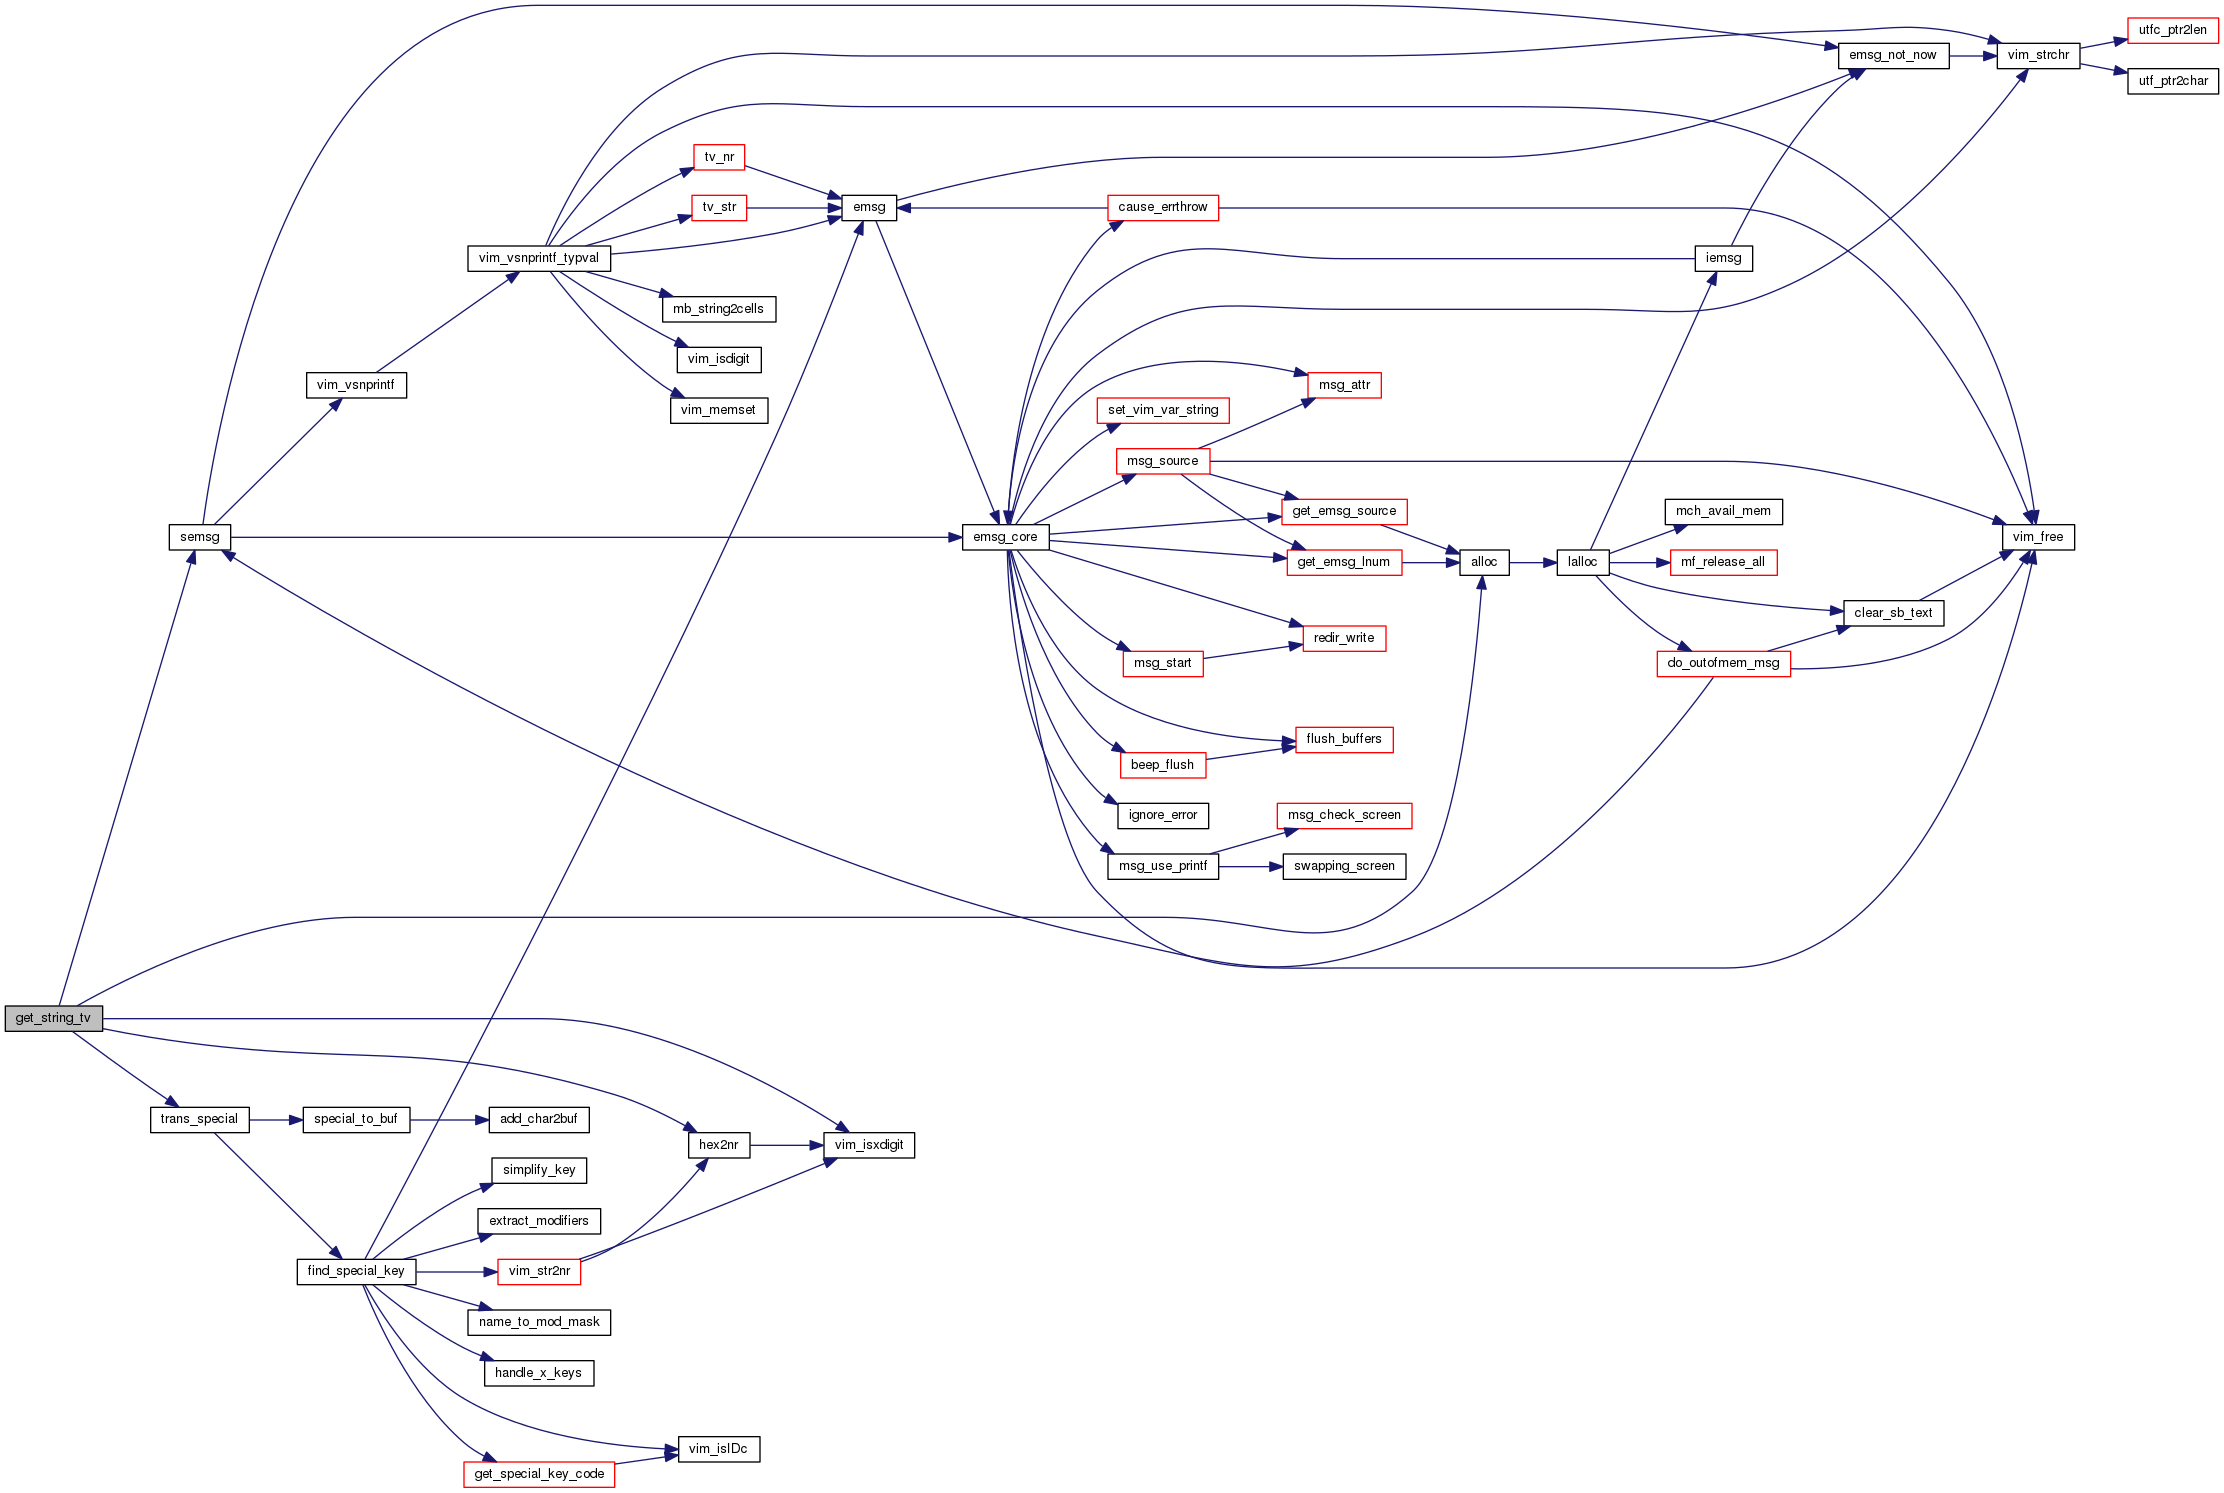 utfc_ptr2len
emsg_not_now
vim_strchr
utf_ptr2char
tv_nr
tv_str
emsg
cause_errthrow
vim_vsnprintf_typval
iemsg
mb_string2cells
vim_isdigit
vim_vsnprintf
msg_attr
vim_memset
set_vim_var_string
msg_source
get_emsg_source
mch_avail_mem
semsg
emsg_core
vim_free
get_emsg_lnum
alloc
lalloc
mf_release_all
clear_sb_text
redir_write
msg_start
do_outofmem_msg
flush_buffers
beep_flush
ignore_error
msg_check_screen
msg_use_printf
swapping_screen
get_string_tv
trans_special
special_to_buf
add_char2buf
hex2nr
vim_isxdigit
simplify_key
extract_modifiers
find_special_key
vim_str2nr
name_to_mod_mask
handle_x_keys
vim_isIDc
get_special_key_code